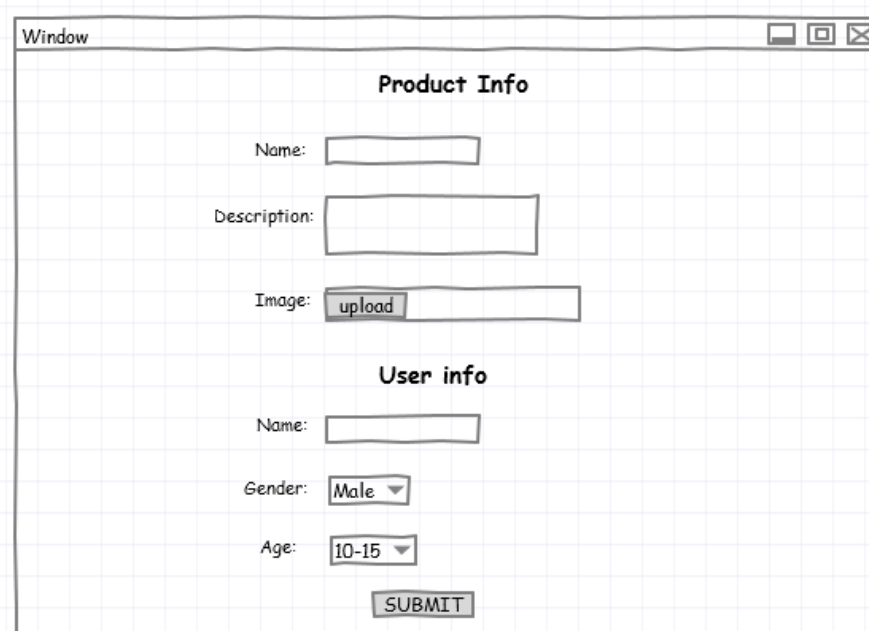 Window
Product Info
Name:
Description:
Image: upload
User info
Name:
Gender: Male
Age: 10-15
SUBMIT